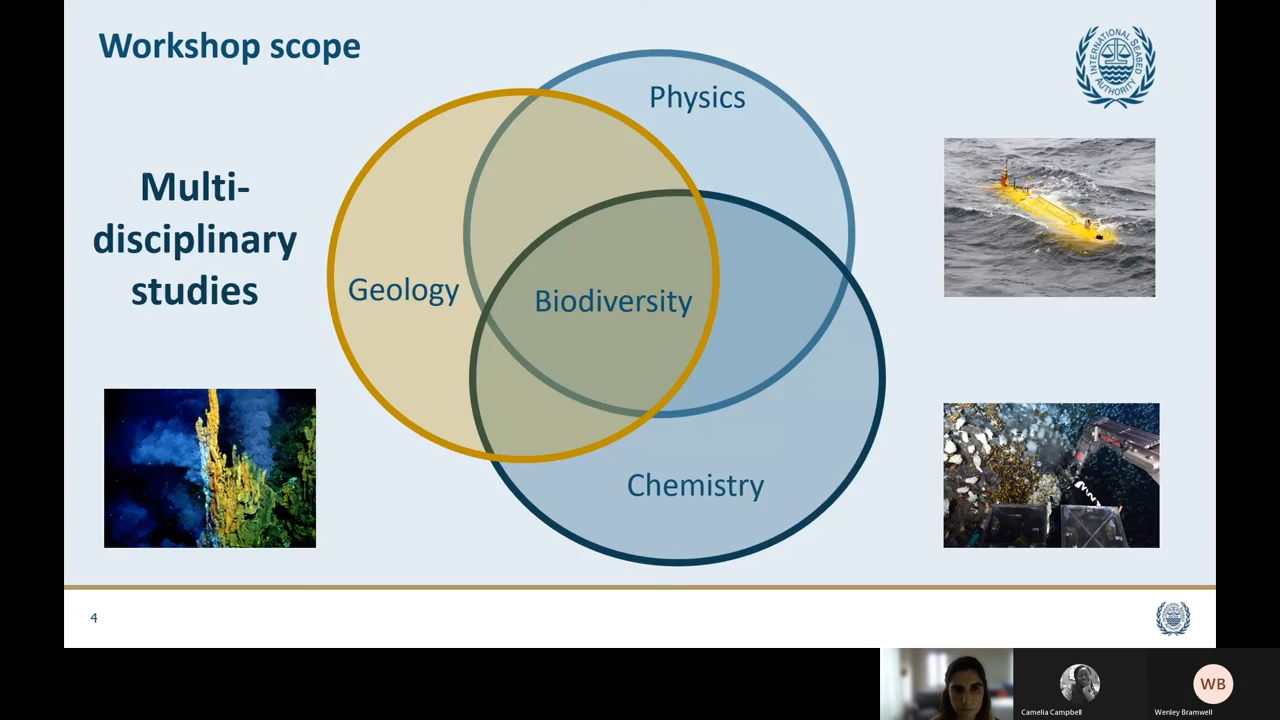 Workshop scope
Physics
INTERNATIONAL SEABED AUTHORITY
Multi-
disciplinary
studies
Geology
Biodiversity
Chemistry
4
WB
Camelia Campbell
Wenley Bramwell